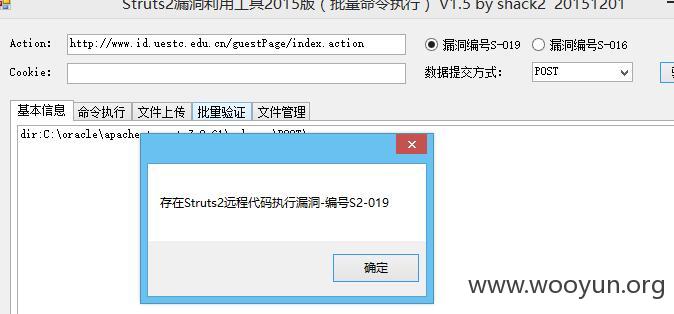 Struts2漏洞利用工具2015版（批量命令执行）V1.5 by shack2 20151201
Action: http://www.id.uestc.edu.cn/guestPage/index.action
漏洞编号S-019 漏洞编号S-016
Cookie:
数据提交方式: POST
基本信息 命令执行 文件上传 批量验证 文件管理
dir:C:\oracle\apache
存在Struts2远程代码执行漏洞-编号S2-019
确定
www.wooyun.org